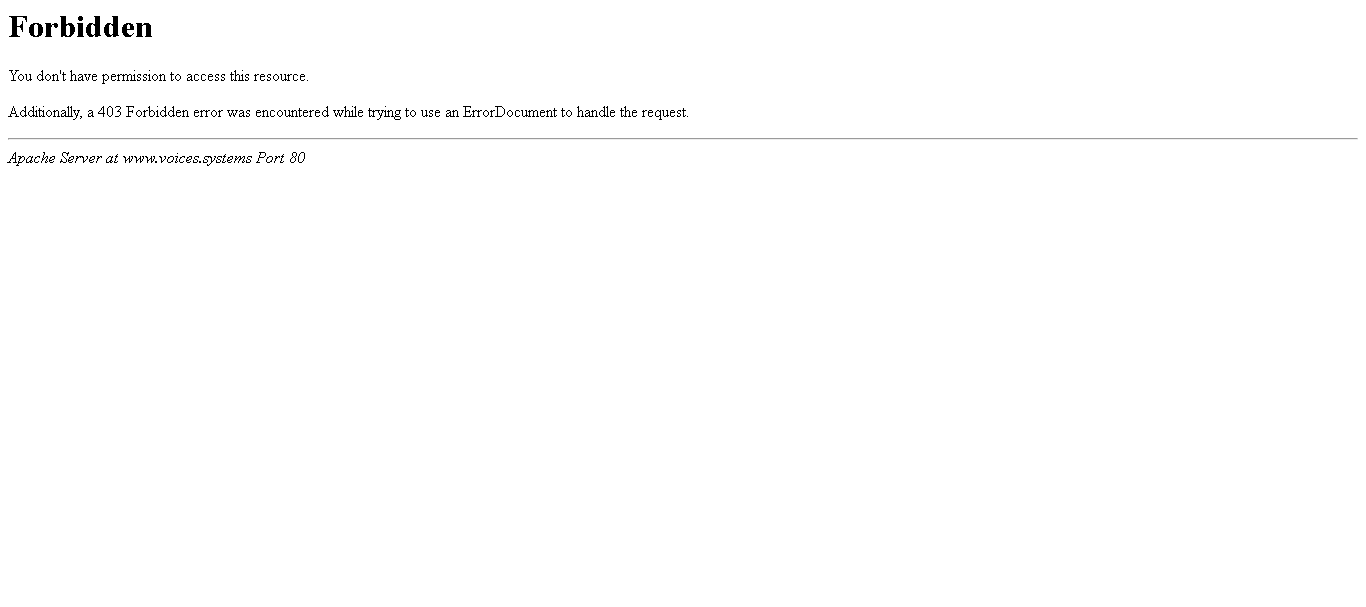 Forbidden
You don't have permission to access this resource.
Additionally, a 403 Forbidden error was encountered while trying to use an ErrorDocument to handle the request.
Apache Server at www.voices.systems Port 80